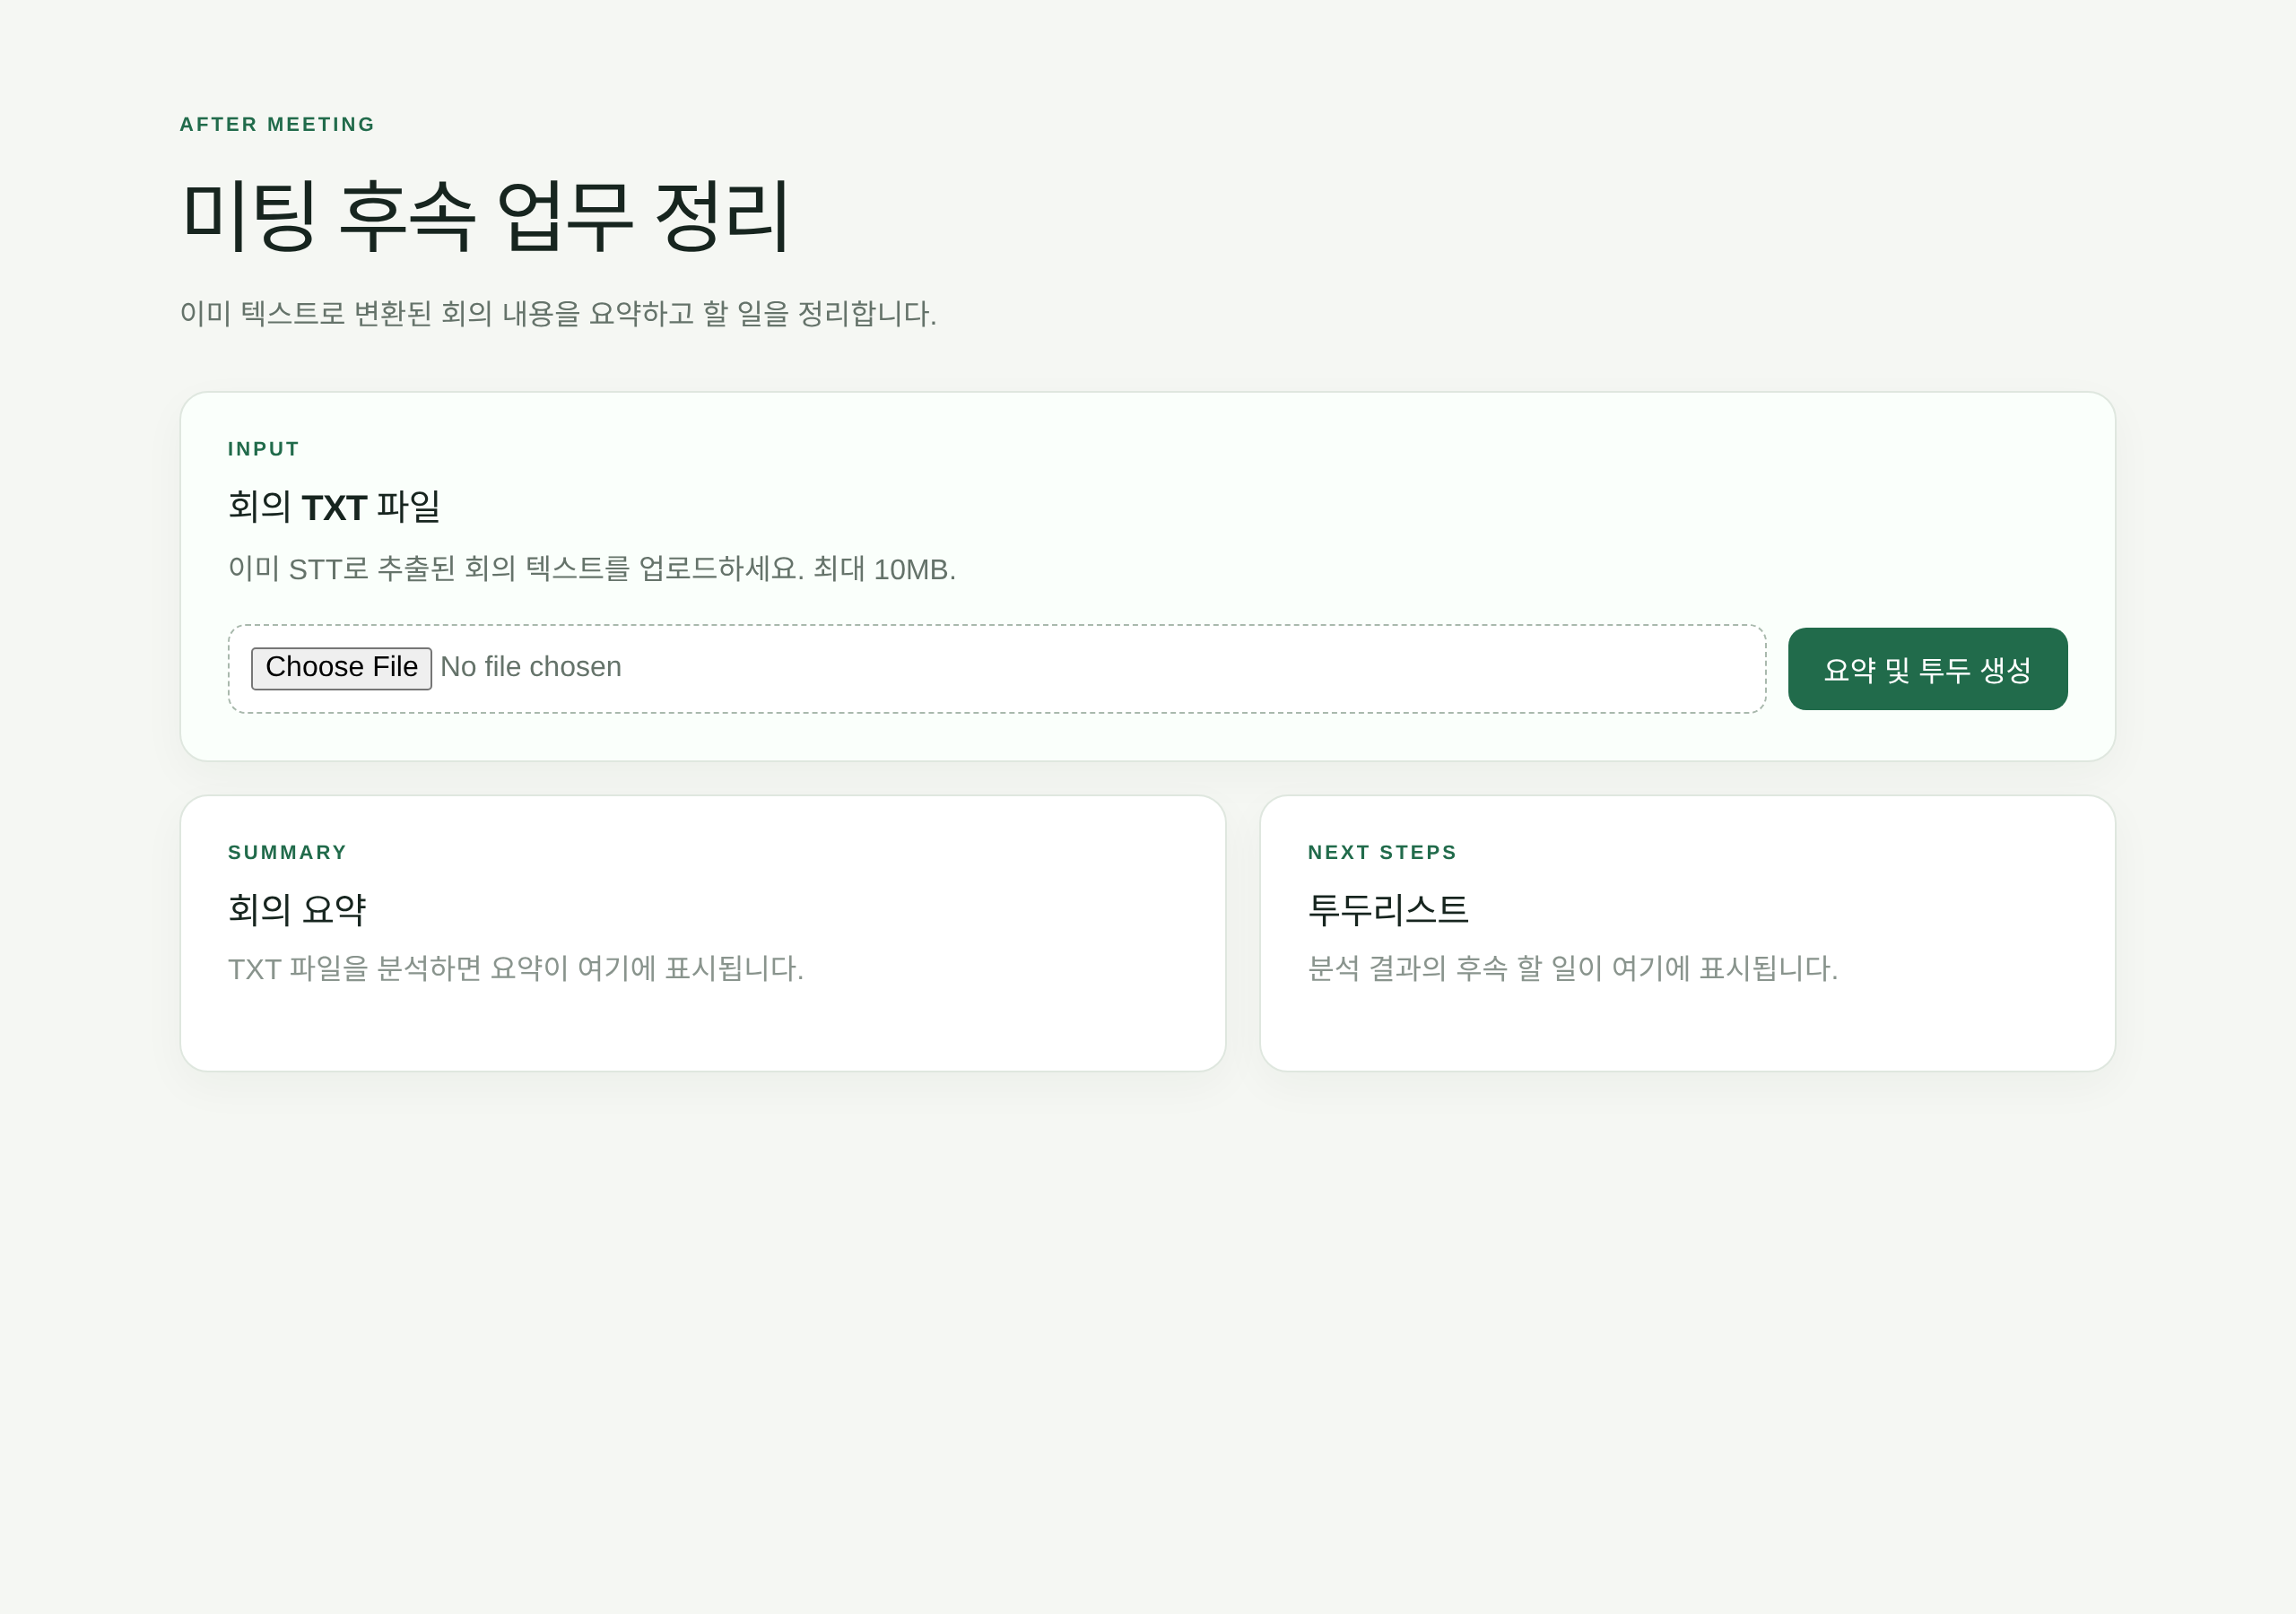 AFTER MEETING
미팅 후속 업무 정리
이미 텍스트로 변환된 회의 내용을 요약하고 할 일을 정리합니다.
INPUT
회의 TXT 파일
이미 STT로 추출된 회의 텍스트를 업로드하세요. 최대 10MB.
Choose File No file chosen
요약 및 투두 생성
SUMMARY
회의 요약
TXT 파일을 분석하면 요약이 여기에 표시됩니다.
NEXT STEPS
투두리스트
분석 결과의 후속 할 일이 여기에 표시됩니다.